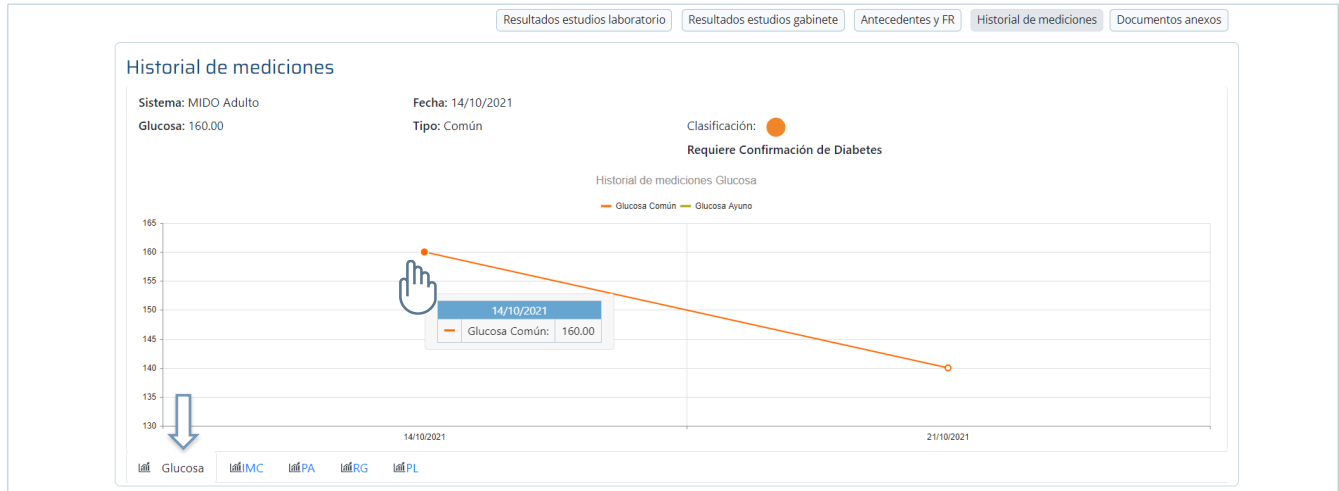 Resultados estudios laboratorio Resultados estudios gabinete Antecedentes y FR Historial de mediciones Documentos anexos
Historial de mediciones
Sistema: MIDO Adulto Fecha: 14/10/2021
Glucosa: 160.00 Tipo: Común Clasificación:
Requiere Confirmación de Diabetes
Historial de mediciones Glucosa
Glucosa Común Glucosa Ayuno
165
160
155
150
145
140
135
130
14/10/2021
Glucosa Común: 160.00
14/10/2021 21/10/2021
Glucosa IMC PA RG PL